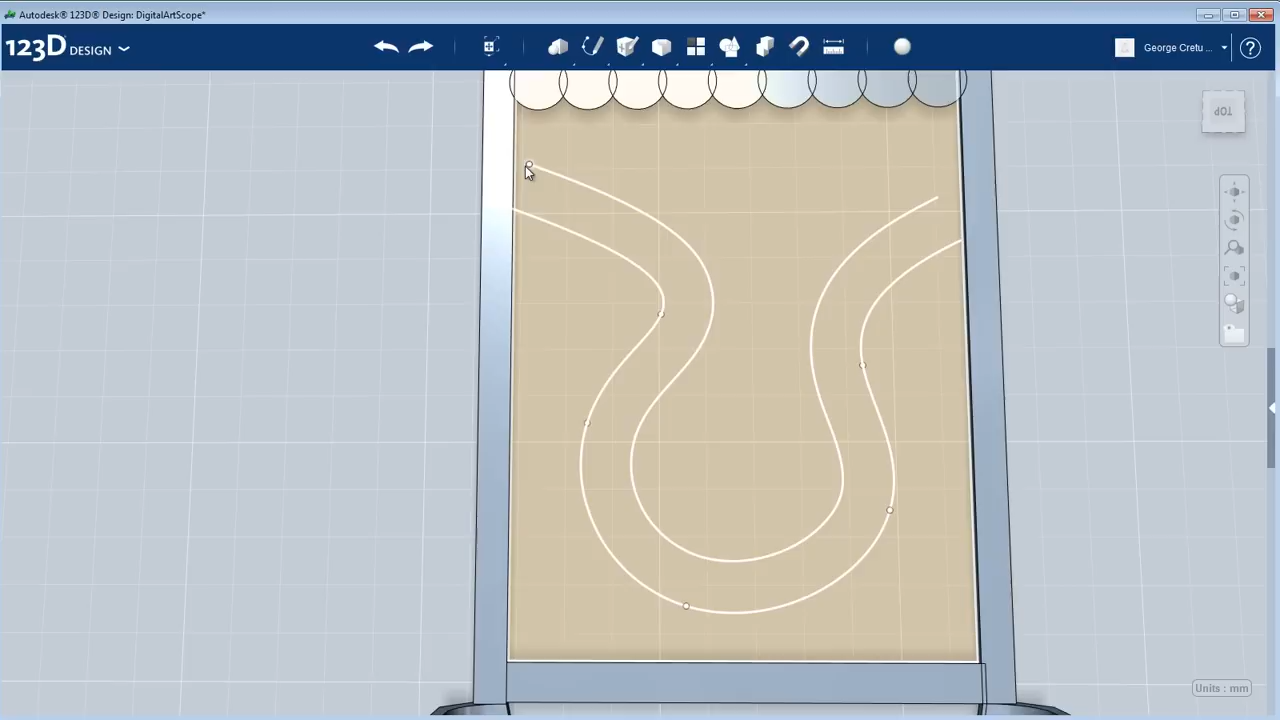 Autodesk® 123D® Design: DigitalArtScope*
123D DESIGN
George Cretu ...
TOP
Units : mm